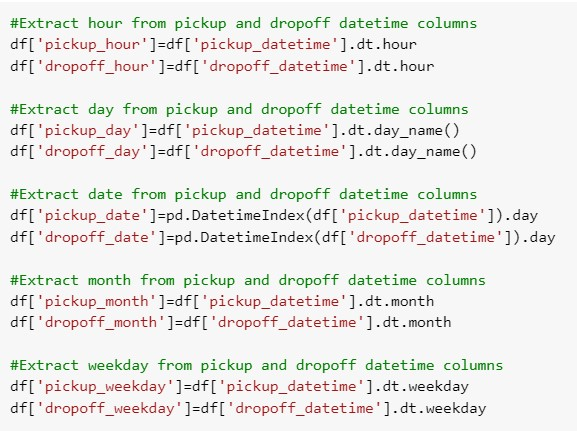 #Extract hour from pickup and dropoff datetime columns
df['pickup_hour']=df['pickup_datetime'].dt.hour
df['dropoff_hour']=df['dropoff_datetime'].dt.hour
#Extract day from pickup and dropoff datetime columns
df['pickup_day']=df['pickup_datetime'].dt.day_name()
df['dropoff_day']=df['dropoff_datetime'].dt.day_name()
#Extract date from pickup and dropoff datetime columns
df['pickup_date']=pd.DatetimeIndex(df['pickup_datetime']).day
df['dropoff_date']=pd.DatetimeIndex(df['dropoff_datetime']).day
#Extract month from pickup and dropoff datetime columns
df['pickup_month']=df['pickup_datetime'].dt.month
df['dropoff_month']=df['dropoff_datetime'].dt.month
#Extract weekday from pickup and dropoff datetime columns
df['pickup_weekday']=df['pickup_datetime'].dt.weekday
df['dropoff_weekday']=df['dropoff_datetime'].dt.weekday